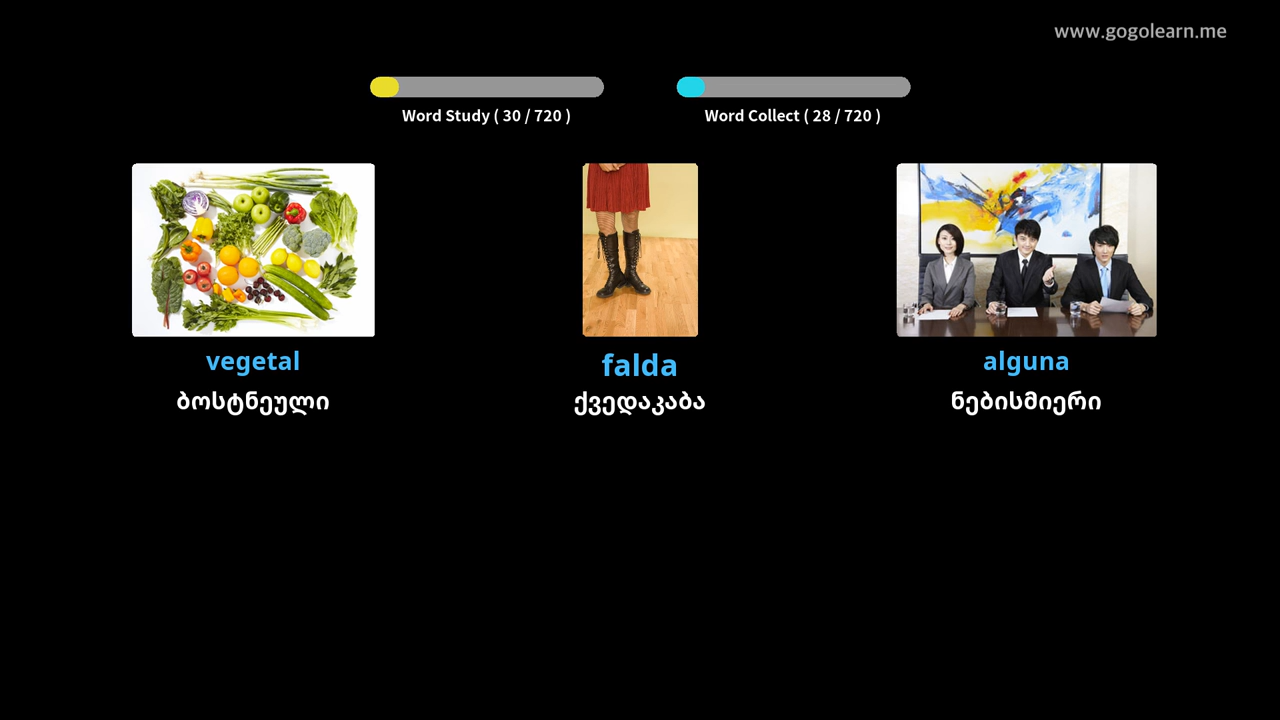 www.gogolearn.me
Word Study ( 30 / 720 )
Word Collect ( 28 / 720 )
vegetal
falda
alguna
ბოსტნეული
ქვედაკაბა
ნებისმიერი